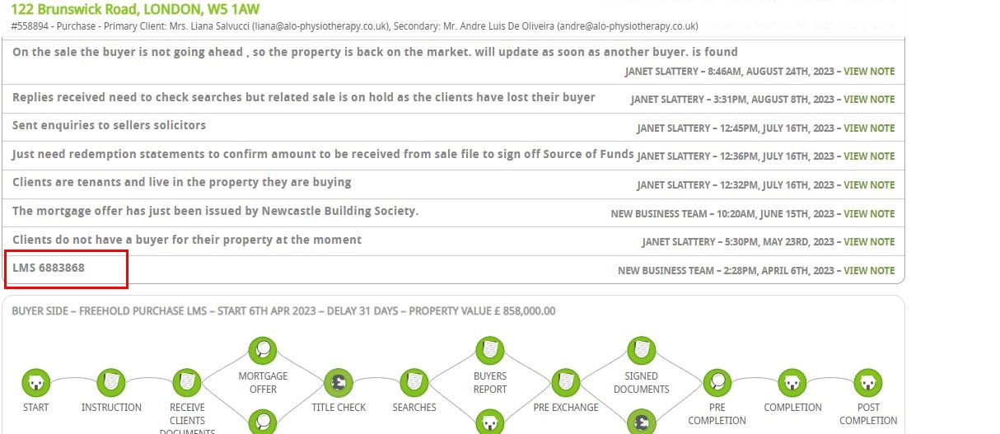 122 Brunswick Road, LONDON, W5 1AW
#558894 - Purchase - Primary Client: Mrs. Liana Salvucci (liana@alo-physiotherapy.co.uk), Secondary: Mr. Andre Luis De Oliveira (andre@alo-physiotherapy.co.uk)
On the sale the buyer is not going ahead , so the property is back on the market. will update as soon as another buyer. is found
JANET SLATTERY – 8:46AM, AUGUST 24TH, 2023 – VIEW NOTE
Replies received need to check searches but related sale is on hold as the clients have lost their buyer JANET SLATTERY – 3:31PM, AUGUST 8TH, 2023 – VIEW NOTE
Sent enquiries to sellers solicitors JANET SLATTERY – 12:45PM, JULY 16TH, 2023 – VIEW NOTE
Just need redemption statements to confirm amount to be received from sale file to sign off Source of Funds JANET SLATTERY – 12:36PM, JULY 16TH, 2023 – VIEW NOTE
Clients are tenants and live in the property they are buying JANET SLATTERY – 12:32PM, JULY 16TH, 2023 – VIEW NOTE
The mortgage offer has just been issued by Newcastle Building Society. NEW BUSINESS TEAM – 10:20AM, JUNE 15TH, 2023 – VIEW NOTE
Clients do not have a buyer for their property at the moment JANET SLATTERY – 5:30PM, MAY 23RD, 2023 – VIEW NOTE
LMS 6883868 NEW BUSINESS TEAM – 2:28PM, APRIL 6TH, 2023 – VIEW NOTE
BUYER SIDE – FREEHOLD PURCHASE LMS – START 6TH APR 2023 – DELAY 31 DAYS – PROPERTY VALUE £ 858,000.00
START
INSTRUCTION
RECEIVE
CLIENTS
DOCUMENTS
MORTGAGE
OFFER
TITLE CHECK
SEARCHES
BUYERS
REPORT
PRE EXCHANGE
SIGNED
DOCUMENTS
PRE
COMPLETION
COMPLETION
POST
COMPLETION